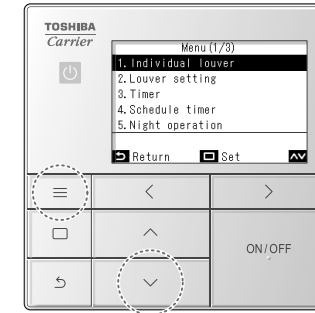 TOSHIBA
Carrier
Menu (1/3)
1. Individual louver
2. Louver setting
3. Timer
4. Schedule timer
5. Night operation
Return Set
ON/OFF